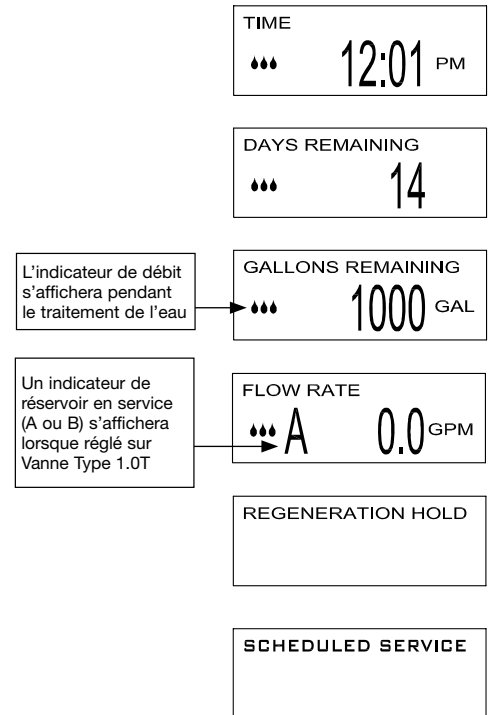 TIME
12:01 PM
DAYS REMAINING
14
L'indicateur de débit
s'affichera pendant
le traitement de l'eau
GALLONS REMAINING
1000 GAL
Un indicateur de
réservoir en service
(A ou B) s'affichera
lorsque réglé sur
Vanne Type 1.0T
FLOW RATE
A 0.0 GPM
REGENERATION HOLD
SCHEDULED SERVICE